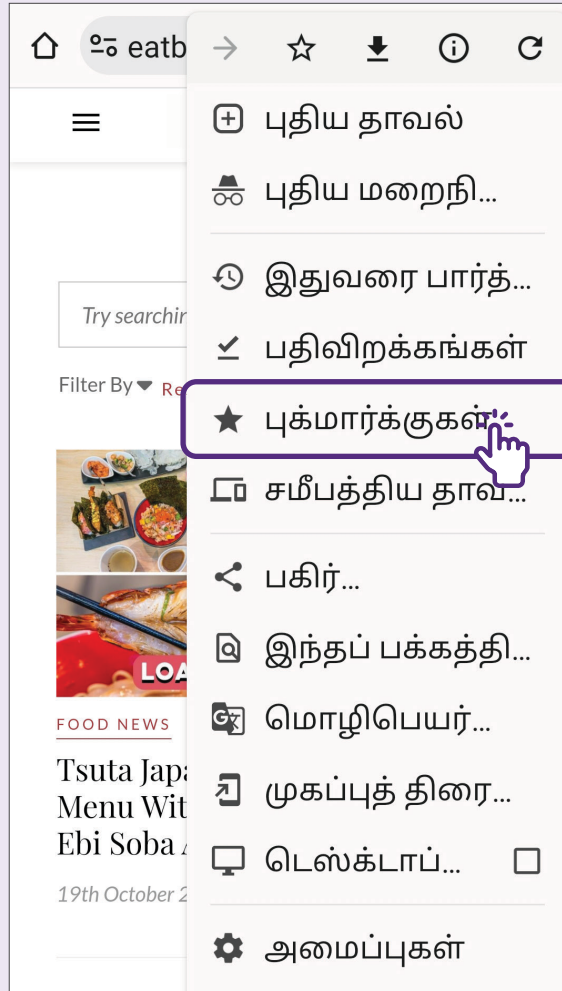 eatb
புதிய தாவல்
புதிய மறைநி...
இதுவரை பார்த்...
Try searchin
பதிவிறக்கங்கள்
Filter By
Re
புக்மார்க்குகள்
சமீபத்திய தாவ...
பகிர்...
இந்தப் பக்கத்தி...
LOA
FOOD NEWS
மொழிபெயர்...
Tsuta Japa
Menu Wit
Ebi Soba
முகப்புத் திரை...
டெஸ்க்டாப்...
19th October 2
அமைப்புகள்